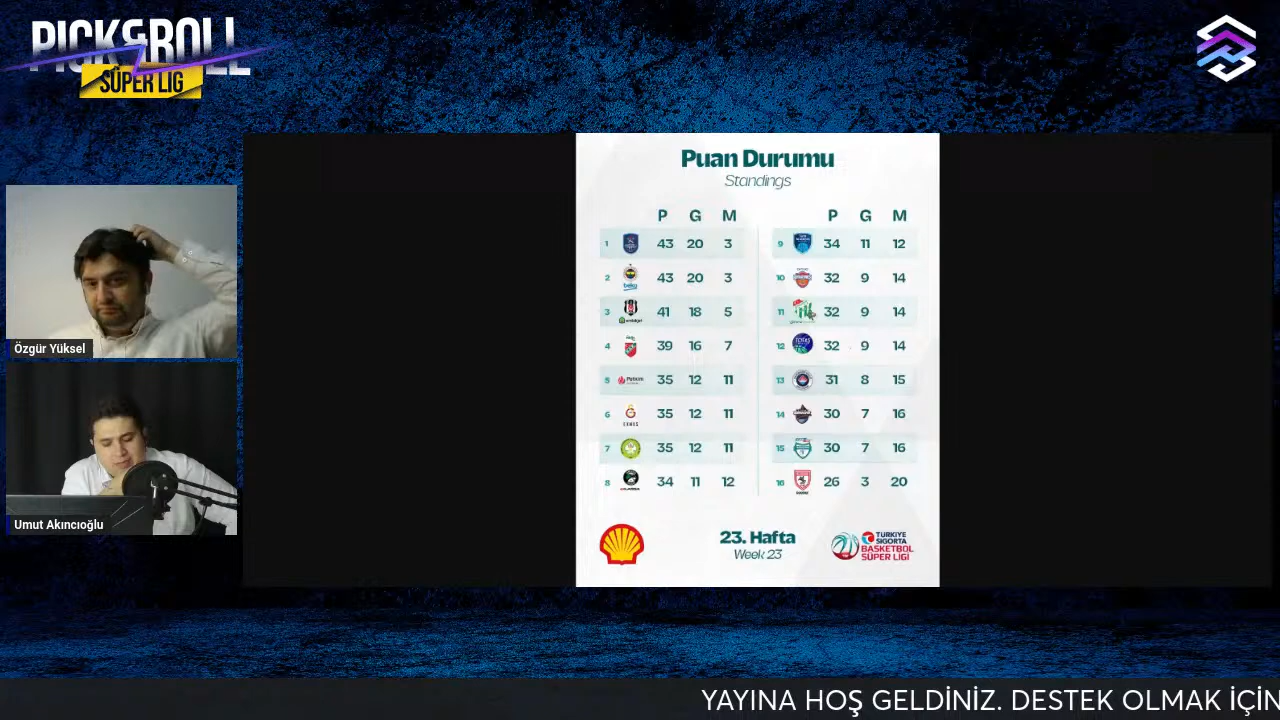 PICK&ROLL
SÜPER LIG
Özgür Yüksel
Umut Akıncıoğlu
Puan Durumu
Standings
P G M
1 43 20 3
2 beko 43 20 3
3 41 18 5
4 39 16 7
5 Petkim 35 12 11
6 35 12 11
7 35 12 11
8 34 11 12
P G M
9 34 11 12
10 32 9 14
11 32 9 14
12 32 9 14
13 31 8 15
14 30 7 16
15 30 7 16
16 26 3 20
23. Hafta
Week 23
TÜRKİYE
SİGORTA
BASKETBOL
SÜPER LİGİ
YAYINA HOŞ GELDİNİZ. DESTEK OLMAK İÇİN